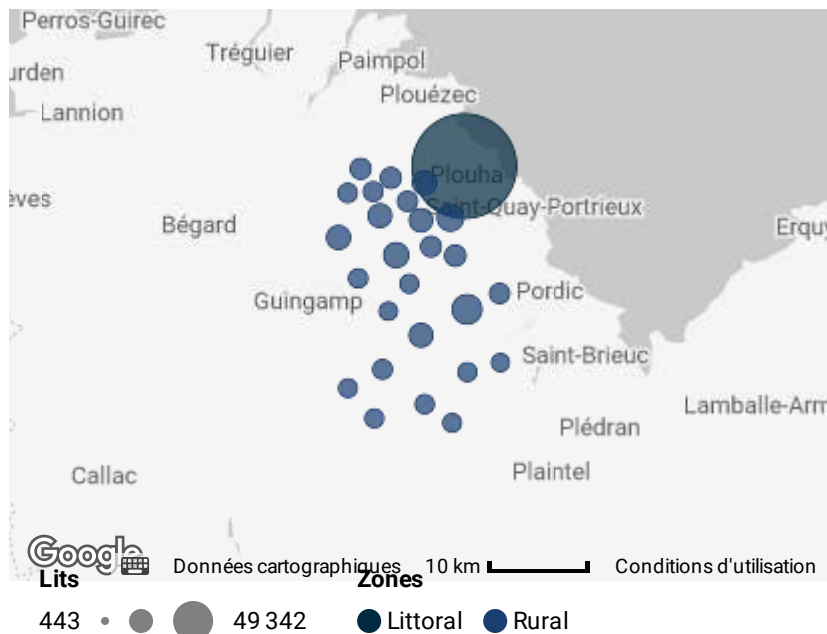 Perros-Guirec
Tréguier
Paimpol
urden
Plouézec
Lannion
Plouha
èves
Saint-Quay-Portrieux
Bégard
Erquy
Guingamp
Pordic
Saint-Brieuc
Lamballe-Arm
Plédran
Callac
Plaintel
Google
Données cartographiques 10 km Conditions d'utilisation
Lits Zones
443 49 342 Littoral Rural